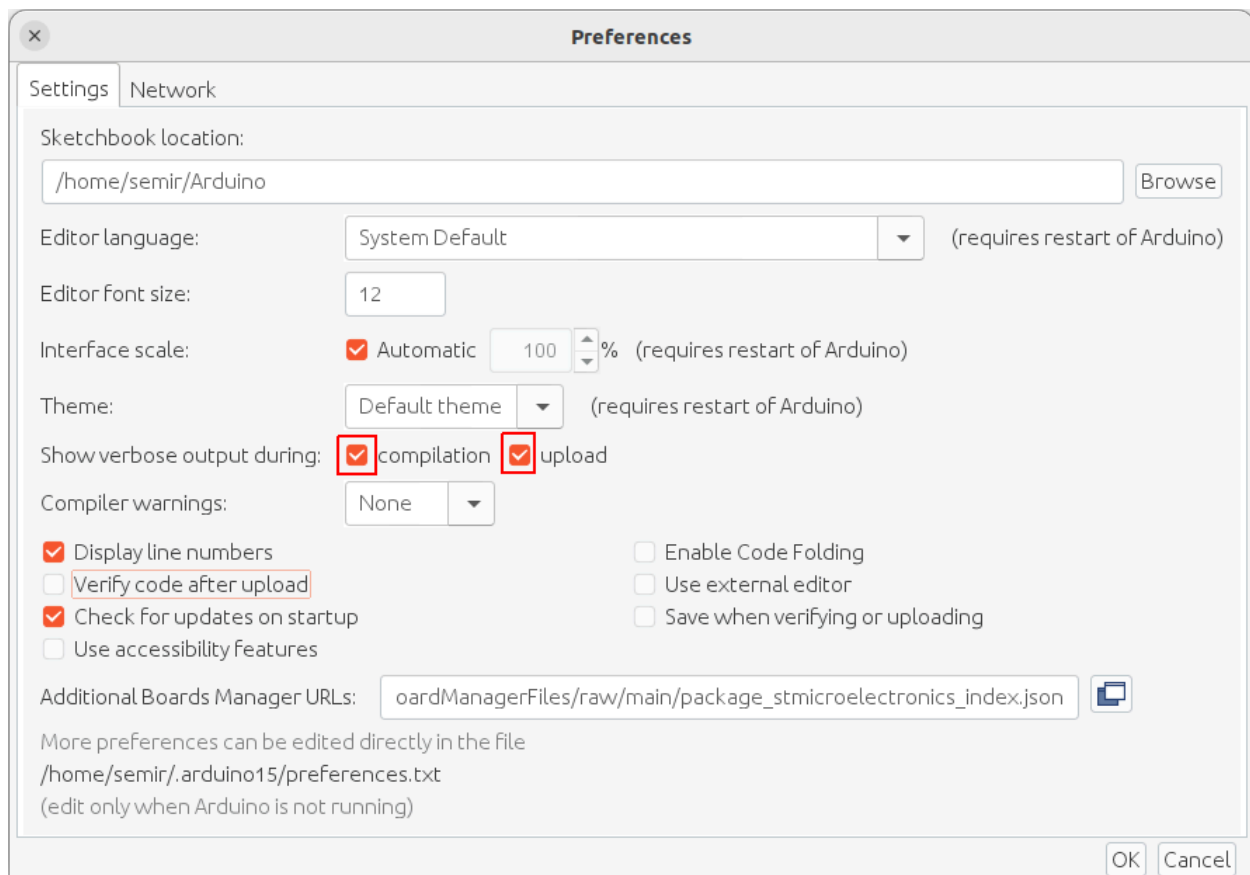 Preferences
Settings Network
Sketchbook location:
/home/semir/Arduino Browse
Editor language: System Default (requires restart of Arduino)
Editor font size: 12
Interface scale: Automatic 100 % (requires restart of Arduino)
Theme: Default theme (requires restart of Arduino)
Show verbose output during: compilation upload
Compiler warnings: None
Display line numbers Enable Code Folding
Verify code after upload Use external editor
Check for updates on startup Save when verifying or uploading
Use accessibility features
Additional Boards Manager URLs: oardManagerFiles/raw/main/package_stmicroelectronics_index.json
More preferences can be edited directly in the file
/home/semir/.arduino15/preferences.txt
(edit only when Arduino is not running)
OK Cancel